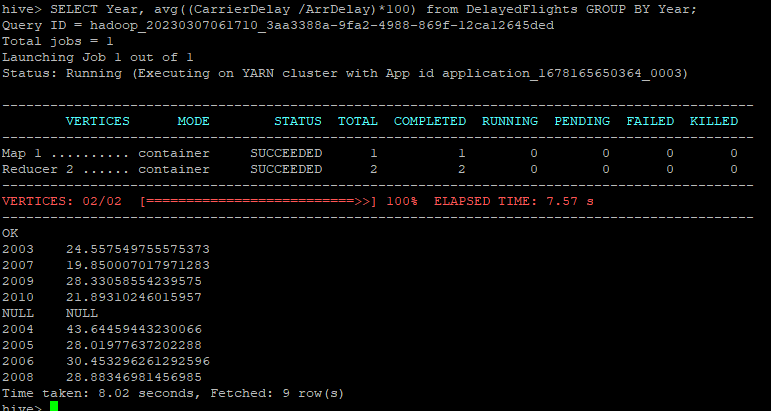 hive> SELECT Year, avg((CarrierDelay /ArrDelay)*100) from DelayedFlights GROUP BY Year;
Query ID = hadoop_20230307061710_3aa3388a-9fa2-4988-869f-12ca12645ded
Total jobs = 1
Launching Job 1 out of 1
Status: Running (Executing on YARN cluster with App id application_1678165650364_0003)
----------------------------------------------------------------------------------------------
VERTICES MODE STATUS TOTAL COMPLETED RUNNING PENDING FAILED KILLED
----------------------------------------------------------------------------------------------
Map 1 .......... container SUCCEEDED 1 1 0 0 0 0
Reducer 2 ...... container SUCCEEDED 2 2 0 0 0 0
----------------------------------------------------------------------------------------------
VERTICES: 02/02 [==========================>>] 100% ELAPSED TIME: 7.57 s
----------------------------------------------------------------------------------------------
OK
2003 24.557549755575373
2007 19.850007017971283
2009 28.33058554239575
2010 21.89310246015957
NULL NULL
2004 43.64459443230066
2005 28.01977637202288
2006 30.453296261292596
2008 28.88346981456985
Time taken: 8.02 seconds, Fetched: 9 row(s)
hive>